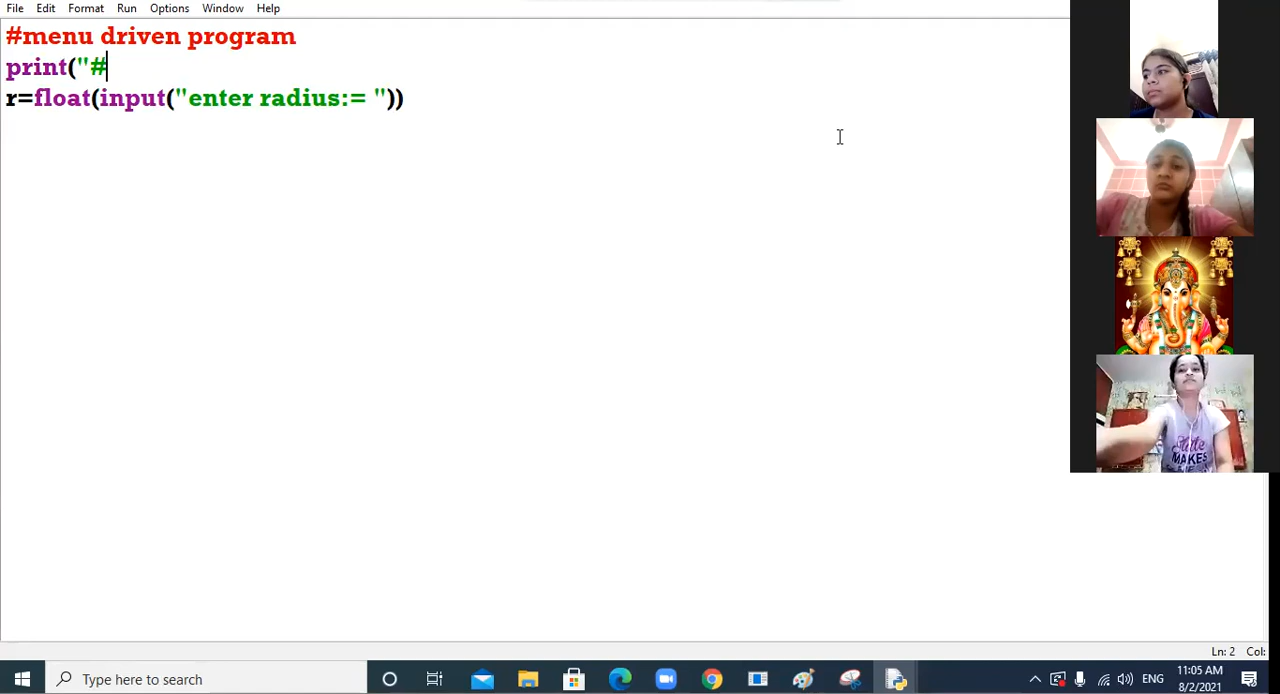 File Edit Format Run Options Window Help
#menu driven program
print("#
r=float(input("enter radius:= "))
MAKES
Ln: 2 Col:
Type here to search
ENG
11:05 AM
8/2/2021